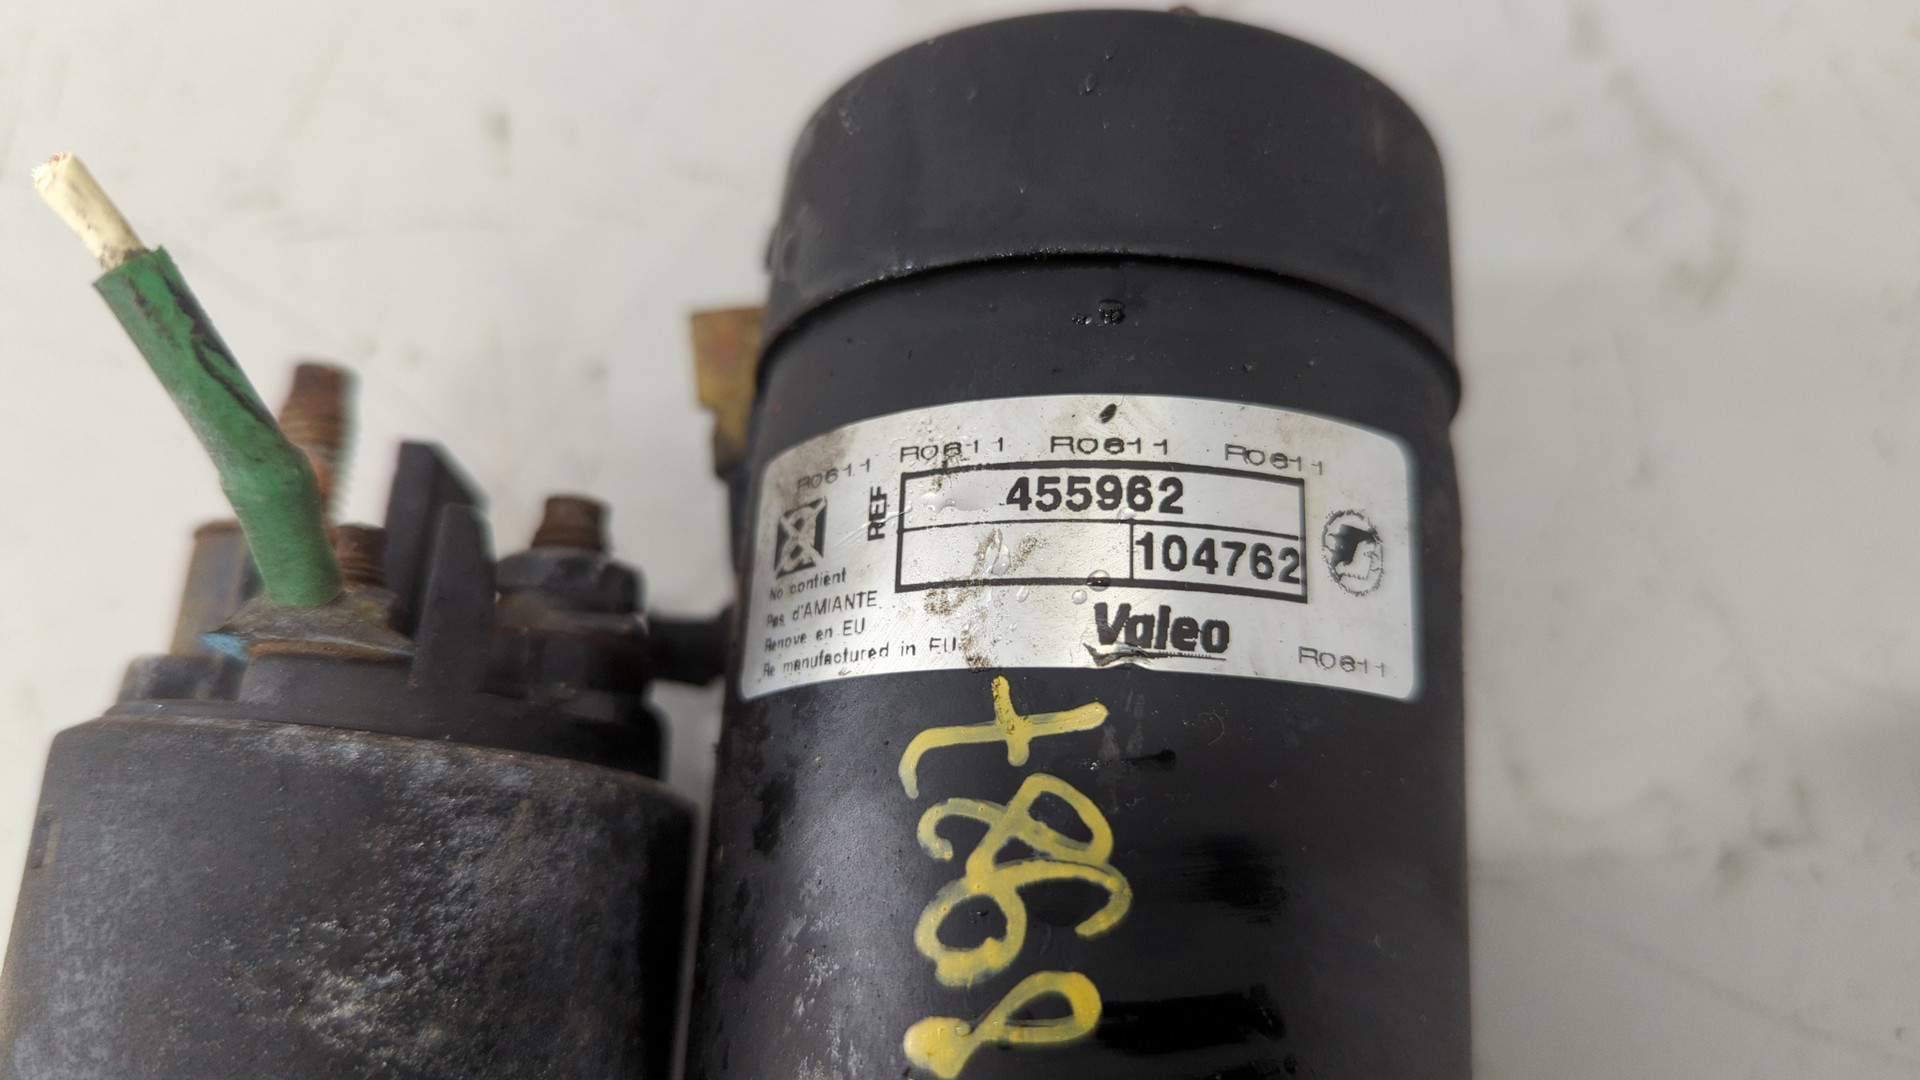 R0611 R0611 R0611 R0611
REF 455962
104762
No contient
Pas d'AMIANTE
Renove en EU
Re manufactured in EU
Valeo
R0611